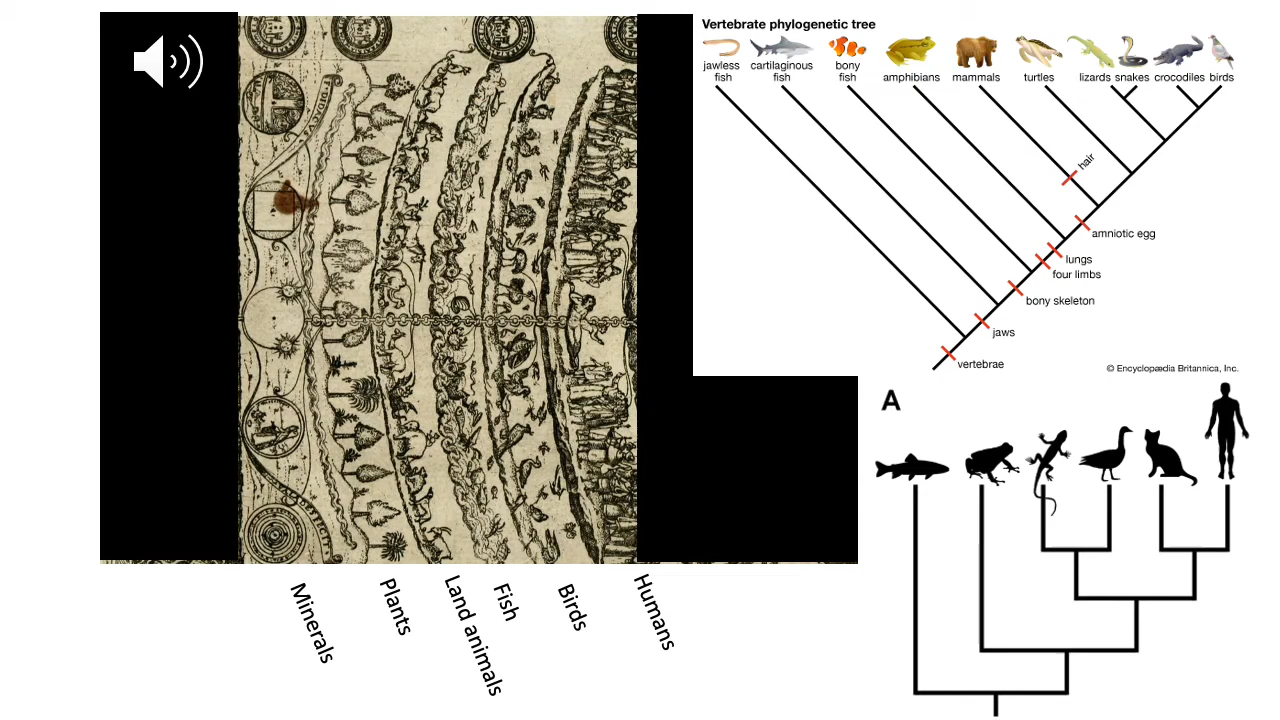 Vertebrate phylogenetic tree
jawless fish
cartilaginous fish
bony fish
amphibians
mammals
turtles
lizards
snakes
crocodiles
birds
hair
amniotic egg
lungs
four limbs
bony skeleton
jaws
vertebrae
© Encyclopædia Britannica, Inc.
A
Minerals
Plants
Land animals
Fish
Birds
Humans